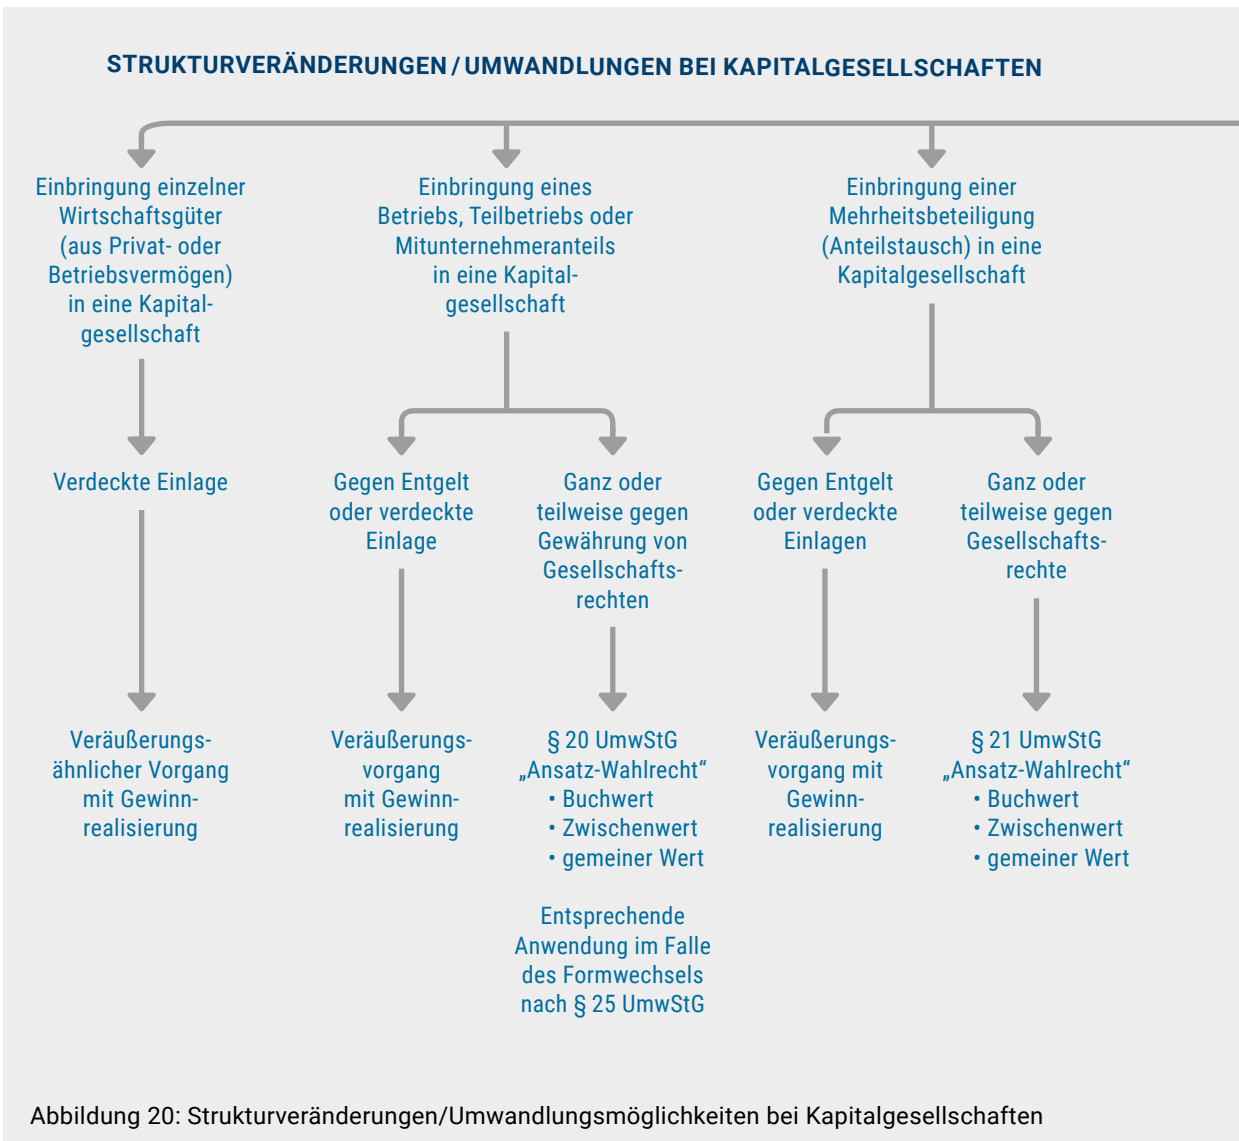 STRUKTURVERÄNDERUNGEN / UMWANDLUNGEN BEI KAPITALGESELLSCHAFTEN
Einbringung einzelner
Wirtschaftsgüter
(aus Privat- oder
Betriebsvermögen)
in eine Kapital-
gesellschaft
Einbringung eines
Betriebs, Teilbetriebs oder
Mitunternehmeranteils
in eine Kapital-
gesellschaft
Einbringung einer
Mehrheitsbeteiligung
(Anteilstausch) in eine
Kapitalgesellschaft
Verdeckte Einlage
Gegen Entgelt
oder verdeckte
Einlage
Ganz oder
teilweise gegen
Gewährung von
Gesellschafts-
rechten
Gegen Entgelt
oder verdeckte
Einlagen
Ganz oder
teilweise gegen
Gesellschafts-
rechte
Veräußerungs-
ähnlicher Vorgang
mit Gewinn-
realisierung
Veräußerungs-
vorgang
mit Gewinn-
realisierung
§ 20 UmwStG
„Ansatz-Wahlrecht“
• Buchwert
• Zwischenwert
• gemeiner Wert
Entsprechende
Anwendung im Falle
des Formwechsels
nach § 25 UmwStG
Veräußerungs-
vorgang mit
Gewinn-
realisierung
§ 21 UmwStG
„Ansatz-Wahlrecht“
• Buchwert
• Zwischenwert
• gemeiner Wert
Abbildung 20: Strukturveränderungen/Umwandlungsmöglichkeiten bei Kapitalgesellschaften